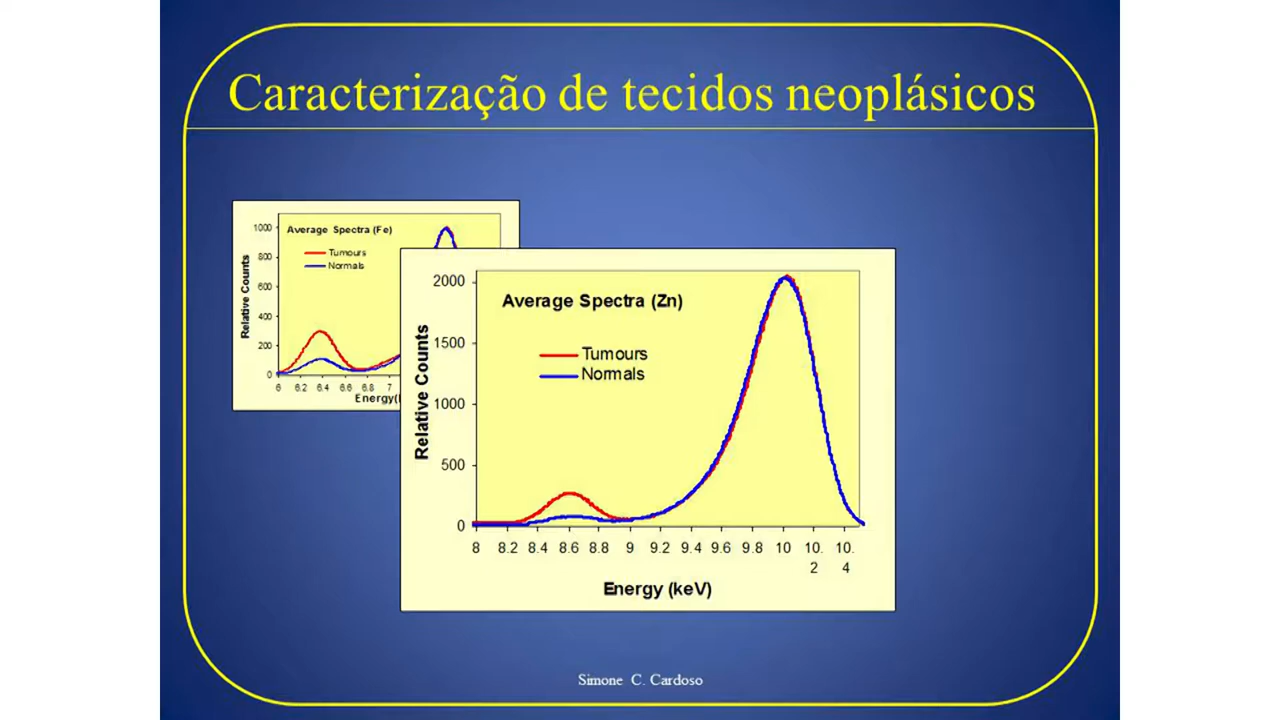 Caracterização de tecidos neoplásicos
Average Spectra (Fe)
Tumours
Normals
Relative Counts
1000
800
600
400
200
0
6 6.2 6.4 6.6 6.8 7
Average Spectra (Zn)
Tumours
Normals
Relative Counts
2000
1500
1000
500
0
8 8.2 8.4 8.6 8.8 9 9.2 9.4 9.6 9.8 10 10. 10.
2 4
Energy (keV)
Simone C. Cardoso